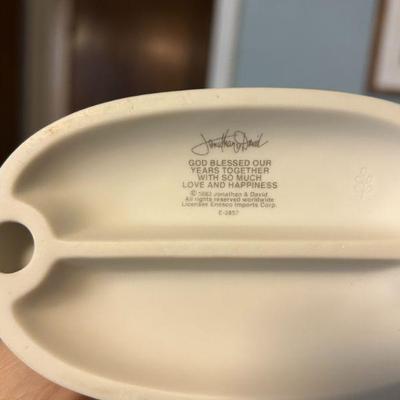 Jonathan & David
GOD BLESSED OUR
YEARS TOGETHER
WITH SO MUCH
LOVE AND HAPPINESS
© 1983 Jonathan & David
All rights reserved worldwide
Licensee Enesco Imports Corp.
E-2857